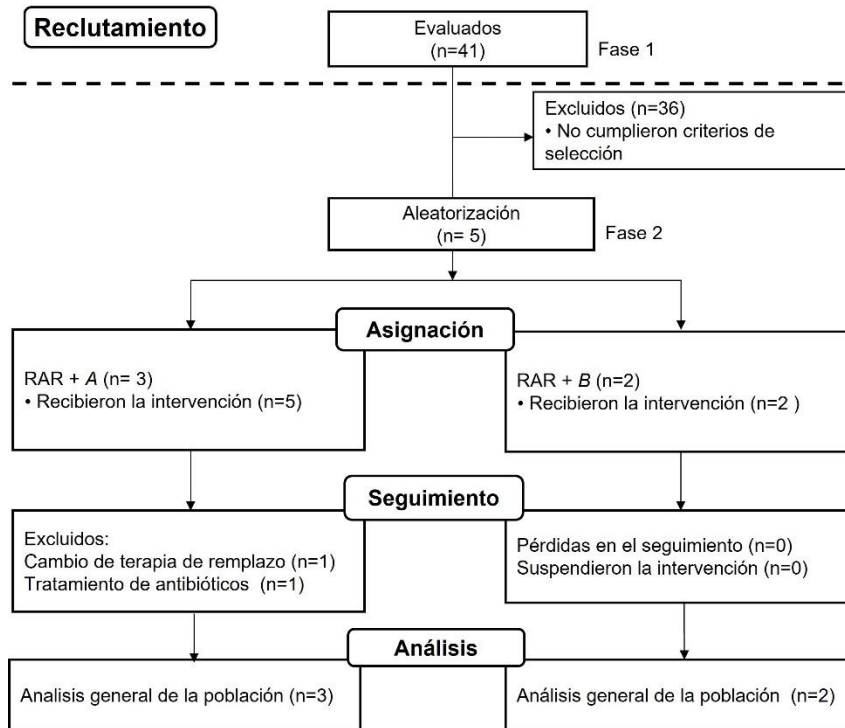 Reclutamiento
Evaluados
(n=41)
Fase 1
Excluidos (n=36)
• No cumplieron criterios de
selección
Aleatorización
(n= 5)
Fase 2
Asignación
RAR + A (n= 3)
• Recibieron la intervención (n=5)
RAR + B (n=2)
• Recibieron la intervención (n=2 )
Seguimiento
Excluidos:
Cambio de terapia de remplazo (n=1)
Tratamiento de antibióticos (n=1)
Pérdidas en el seguimiento (n=0)
Suspendieron la intervención (n=0)
Análisis
Analisis general de la población (n=3)
Análisis general de la población (n=2)